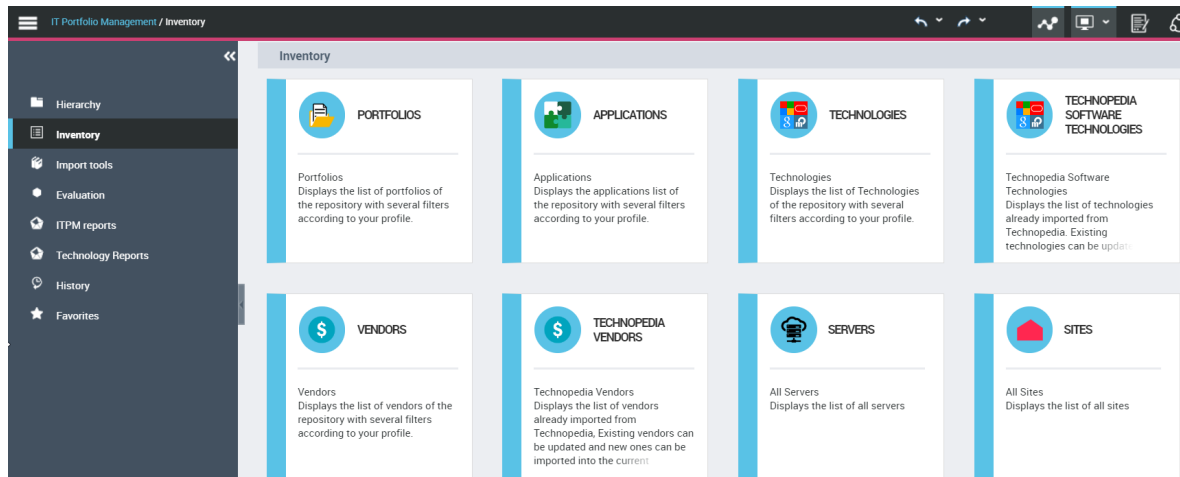 IT Portfolio Management / Inventory
Inventory
Hierarchy
Inventory
Import tools
Evaluation
ITPM reports
Technology Reports
History
Favorites
PORTFOLIOS
Portfolios
Displays the list of portfolios of
the repository with several filters
according to your profile.
APPLICATIONS
Applications
Displays the applications list of
the repository with several filters
according to your profile.
TECHNOLOGIES
Technologies
Displays the list of Technologies
of the repository with several
filters according to your profile.
TECHNOPEDIA
SOFTWARE
TECHNOLOGIES
Technopedia Software
Technologies
Displays the list of technologies
already imported from
Technopedia. Existing
technologies can be updat
VENDORS
Vendors
Displays the list of vendors of the
repository with several filters
according to your profile.
TECHNOPEDIA
VENDORS
Technopedia Vendors
Displays the list of vendors
already imported from
Technopedia, Existing vendors can
be updated and new ones can be
imported into the current
SERVERS
All Servers
Displays the list of all servers
SITES
All Sites
Displays the list of all sites